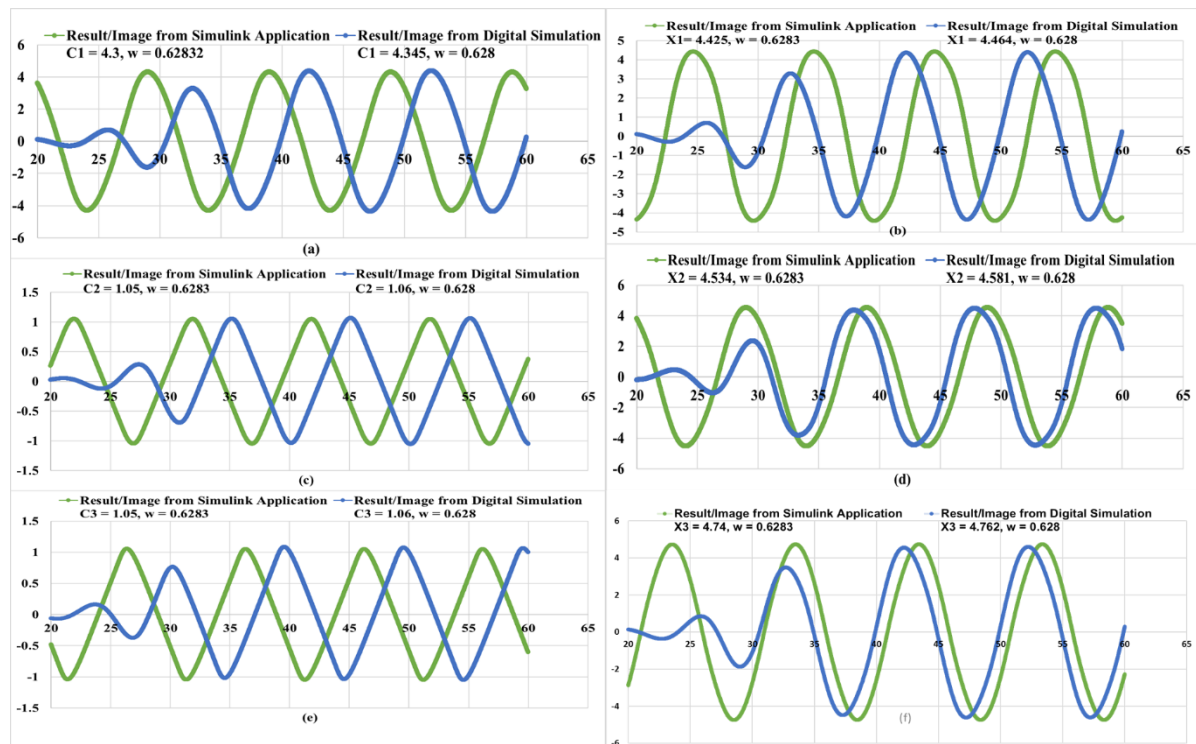 Result/Image from Simulink Application Result/Image from Digital Simulation
C1 = 4.3, w = 0.62832 C1 = 4.345, w = 0.628
6
4
2
0
-2
-4
-6
20 25 30 35 40 45 50 55 60 65
(a)
Result/Image from Simulink Application Result/Image from Digital Simulation
X1= 4.425, w = 0.6283 X1 = 4.464, w = 0.628
5
4
3
2
1
0
-1
-2
-3
-4
-5
20 25 30 35 40 45 50 55 60 65
(b)
Result/Image from Simulink Application Result/Image from Digital Simulation
C2 = 1.05, w = 0.6283 C2 = 1.06, w = 0.628
1.5
1
0.5
0
-0.5
-1
-1.5
20 25 30 35 40 45 50 55 60 65
(c)
Result/Image from Simulink Application Result/Image from Digital Simulation
X2 = 4.534, w = 0.6283 X2 = 4.581, w = 0.628
6
4
2
0
-2
-4
-6
20 25 30 35 40 45 50 55 60 65
(d)
Result/Image from Simulink Application Result/Image from Digital Simulation
C3 = 1.05, w = 0.6283 C3 = 1.06, w = 0.628
1.5
1
0.5
0
-0.5
-1
-1.5
20 25 30 35 40 45 50 55 60 65
(e)
Result/Image from Simulink Application Result/Image from Digital Simulation
X3 = 4.74, w = 0.6283 X3 = 4.762, w = 0.628
6
4
2
0
-2
-4
-6
20 25 30 35 40 45 50 55 60 65
(f)